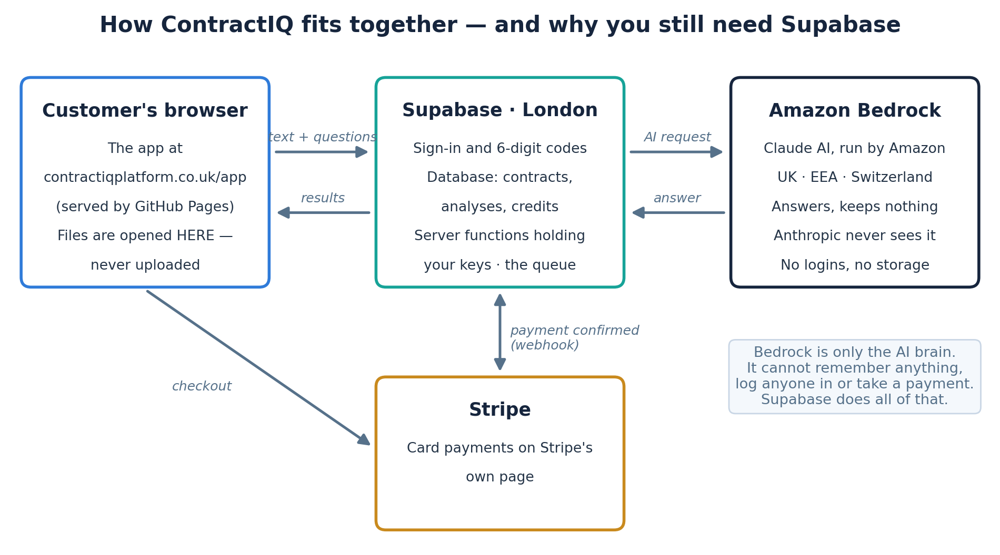 How ContractIQ fits together — and why you still need Supabase
Customer's browser
The app at
contractiqplatform.co.uk/app
(served by GitHub Pages)
Files are opened HERE —
never uploaded
text + questions
results
Supabase · London
Sign-in and 6-digit codes
Database: contracts,
analyses, credits
Server functions holding
your keys · the queue
AI request
answer
Amazon Bedrock
Claude AI, run by Amazon
UK · EEA · Switzerland
Answers, keeps nothing
Anthropic never sees it
No logins, no storage
payment confirmed
(webhook)
Bedrock is only the AI brain.
It cannot remember anything,
log anyone in or take a payment.
Supabase does all of that.
checkout
Stripe
Card payments on Stripe's
own page